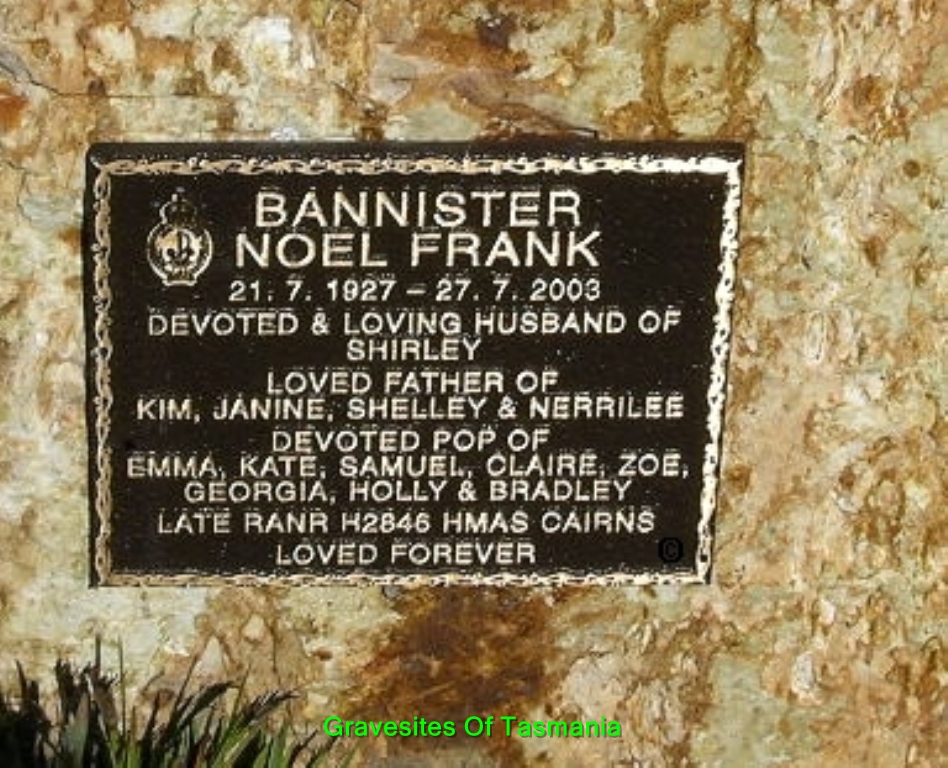 BANNISTER
NOEL FRANK
21. 7. 1927 – 27. 7. 2003
DEVOTED & LOVING HUSBAND OF
SHIRLEY
LOVED FATHER OF
KIM, JANINE, SHELLEY & NERRILEE
DEVOTED POP OF
EMMA, KATE, SAMUEL, CLAIRE, ZOE,
GEORGIA, HOLLY & BRADLEY
LATE RANR H2846 HMAS CAIRNS
LOVED FOREVER
©
Gravesites Of Tasmania